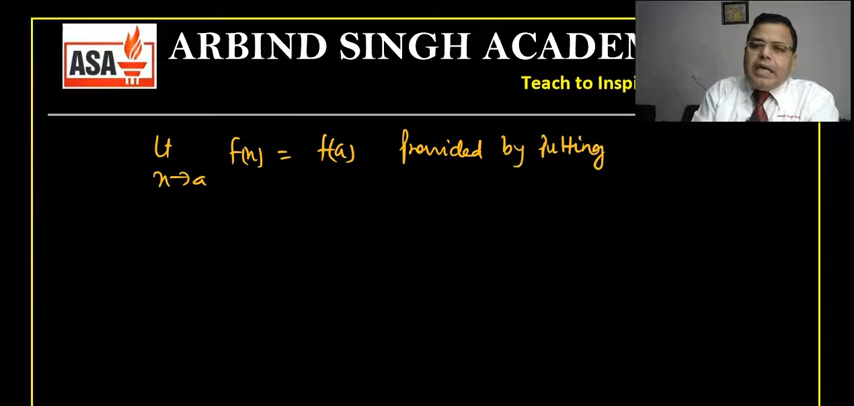 ASA
ARBIND SINGH ACADEM
Teach to Inspi
Lt f(x) = f(a) Provided by Putting
x→a